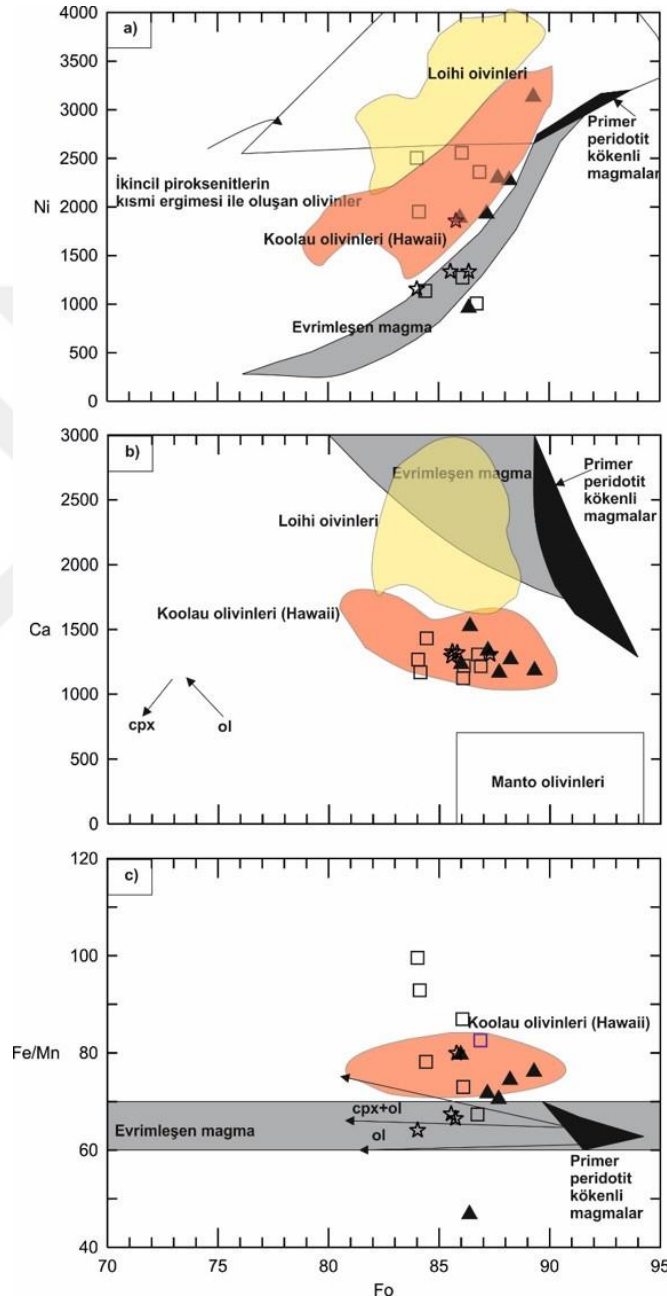 4000
a)
3500
Loihi oivinleri
3000
Primer
peridotit
kökenli
magmalar
2500
İkincil piroksenitlerin
kısmi ergimesi ile oluşan olivinler
Ni
2000
Koolau olivinleri (Hawaii)
1500
1000
Evrimleşen magma
500
0
3000
b)
Evrimleşen magma
Primer
peridotit
kökenli
magmalar
2500
Loihi oivinleri
2000
Koolau olivinleri (Hawaii)
Ca
1500
1000
cpx
ol
500
Manto olivinleri
0
120
c)
100
Koolau olivinleri (Hawaii)
Fe/Mn
80
cpx+ol
Evrimleşen magma
ol
60
Primer
peridotit
kökenli
magmalar
40
70 75 80 85 90 95
Fo